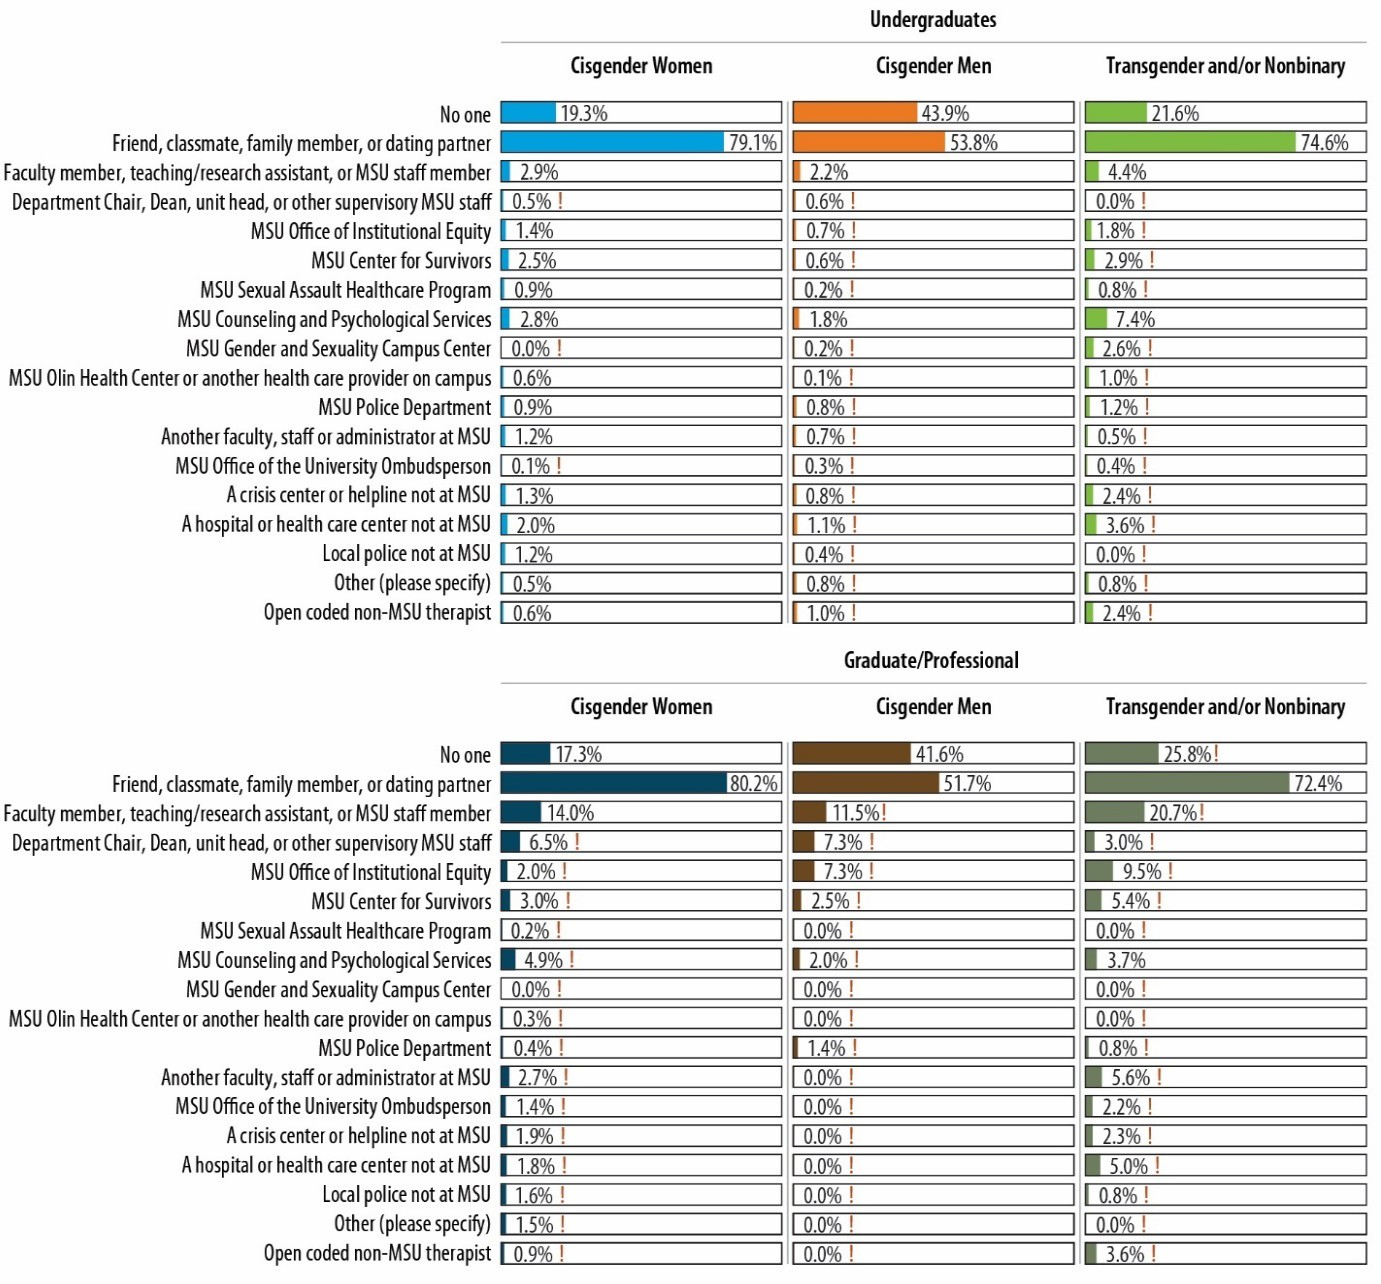 Undergraduates
Cisgender Women Cisgender Men Transgender and/or Nonbinary
No one 19.3% 43.9% 21.6%
Friend, classmate, family member, or dating partner 79.1% 53.8% 74.6%
Faculty member, teaching/research assistant, or MSU staff member 2.9% 2.2% 4.4%
Department Chair, Dean, unit head, or other supervisory MSU staff 0.5% ! 0.6% ! 0.0% !
MSU Office of Institutional Equity 1.4% 0.7% ! 1.8% !
MSU Center for Survivors 2.5% 0.6% ! 2.9% !
MSU Sexual Assault Healthcare Program 0.9% 0.2% ! 0.8% !
MSU Counseling and Psychological Services 2.8% 1.8% 7.4%
MSU Gender and Sexuality Campus Center 0.0% ! 0.2% ! 2.6% !
MSU Olin Health Center or another health care provider on campus 0.6% 0.1% ! 1.0% !
MSU Police Department 0.9% 0.8% ! 1.2% !
Another faculty, staff or administrator at MSU 1.2% 0.7% ! 0.5% !
MSU Office of the University Ombudsperson 0.1% ! 0.3% ! 0.4% !
A crisis center or helpline not at MSU 1.3% 0.8% ! 2.4% !
A hospital or health care center not at MSU 2.0% 1.1% ! 3.6% !
Local police not at MSU 1.2% 0.4% ! 0.0% !
Other (please specify) 0.5% 0.8% ! 0.8% !
Open coded non-MSU therapist 0.6% 1.0% ! 2.4% !
Graduate/Professional
Cisgender Women Cisgender Men Transgender and/or Nonbinary
No one 17.3% 41.6% 25.8%!
Friend, classmate, family member, or dating partner 80.2% 51.7% 72.4%
Faculty member, teaching/research assistant, or MSU staff member 14.0% 11.5%! 20.7%!
Department Chair, Dean, unit head, or other supervisory MSU staff 6.5% ! 7.3% ! 3.0% !
MSU Office of Institutional Equity 2.0% ! 7.3% ! 9.5% !
MSU Center for Survivors 3.0% ! 2.5% ! 5.4% !
MSU Sexual Assault Healthcare Program 0.2% ! 0.0% ! 0.0% !
MSU Counseling and Psychological Services 4.9% ! 2.0% ! 3.7%
MSU Gender and Sexuality Campus Center 0.0% ! 0.0% ! 0.0% !
MSU Olin Health Center or another health care provider on campus 0.3% ! 0.0% ! 0.0% !
MSU Police Department 0.4% ! 1.4% ! 0.8% !
Another faculty, staff or administrator at MSU 2.7% ! 0.0% ! 5.6% !
MSU Office of the University Ombudsperson 1.4% ! 0.0% ! 2.2% !
A crisis center or helpline not at MSU 1.9% ! 0.0% ! 2.3% !
A hospital or health care center not at MSU 1.8% ! 0.0% ! 5.0% !
Local police not at MSU 1.6% ! 0.0% ! 0.8% !
Other (please specify) 1.5% ! 0.0% ! 0.0% !
Open coded non-MSU therapist 0.9% ! 0.0% ! 3.6% !